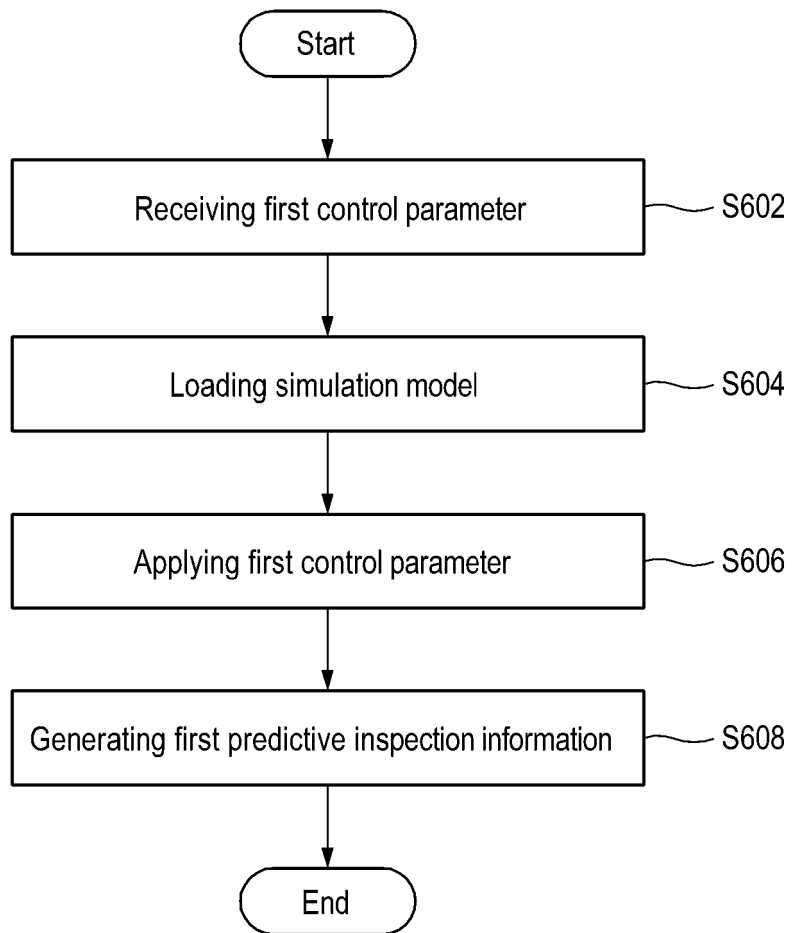 Start
Receiving first control parameter
S602
Loading simulation model
S604
Applying first control parameter
S606
Generating first predictive inspection information
S608
End